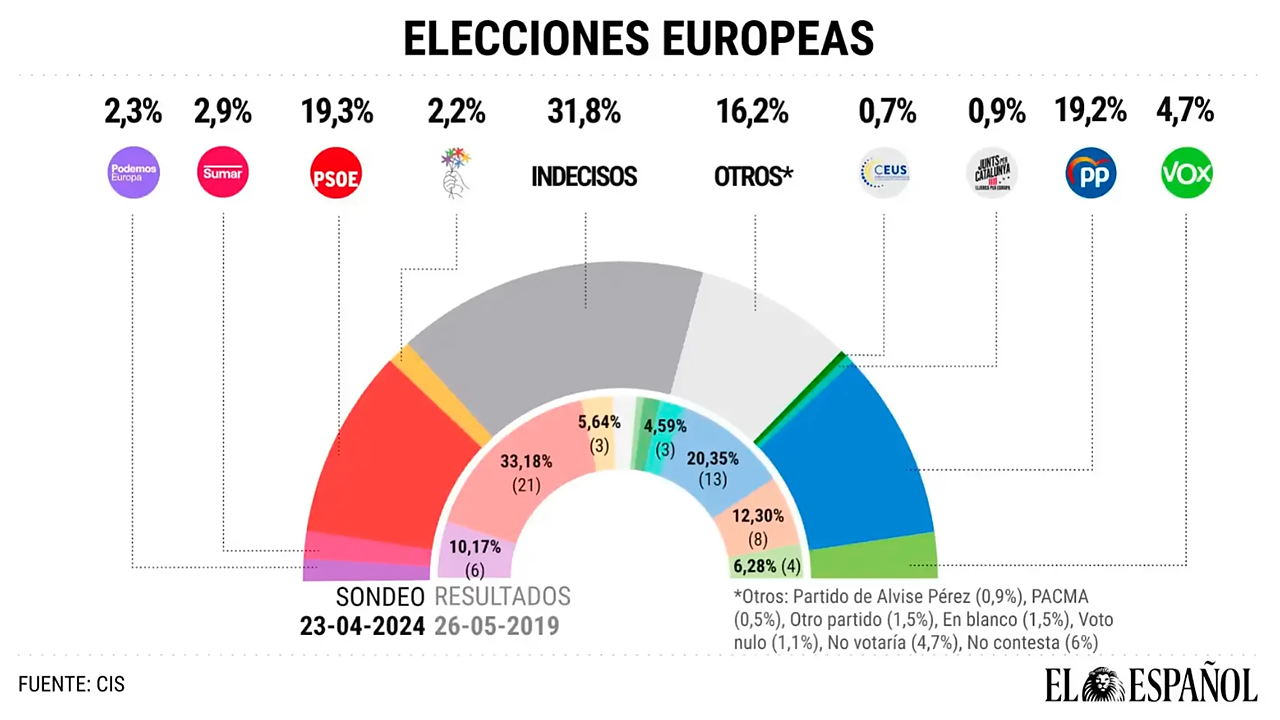 ELECCIONES EUROPEAS
2,3% 2,9% 19,3% 2,2% 31,8% 16,2% 0,7% 0,9% 19,2% 4,7%
Podemos
Europa
Sumar
PSOE
INDECISOS
OTROS*
CEUS
JUNTS PER
CATALUNYA
PP
VOX
5,64%
(3)
4,59%
(3)
33,18%
(21)
20,35%
(13)
12,30%
(8)
10,17%
(6)
6,28% (4)
SONDEO
23-04-2024
RESULTADOS
26-05-2019
*Otros: Partido de Alvise Pérez (0,9%), PACMA
(0,5%), Otro partido (1,5%), En blanco (1,5%), Voto
nulo (1,1%), No votaría (4,7%), No contesta (6%)
FUENTE: CIS
EL ESPAÑOL